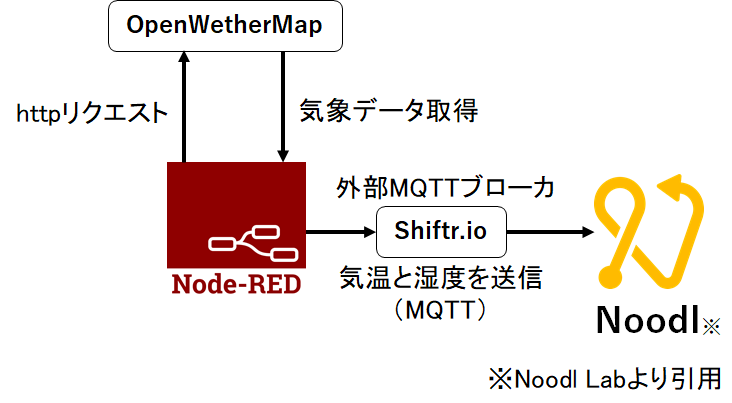 OpenWetherMap
httpリクエスト
気象データ取得
外部MQTTブローカ
Shiftr.io
Node-RED
気温と湿度を送信
（MQTT）
Noodl※
※Noodl Labより引用